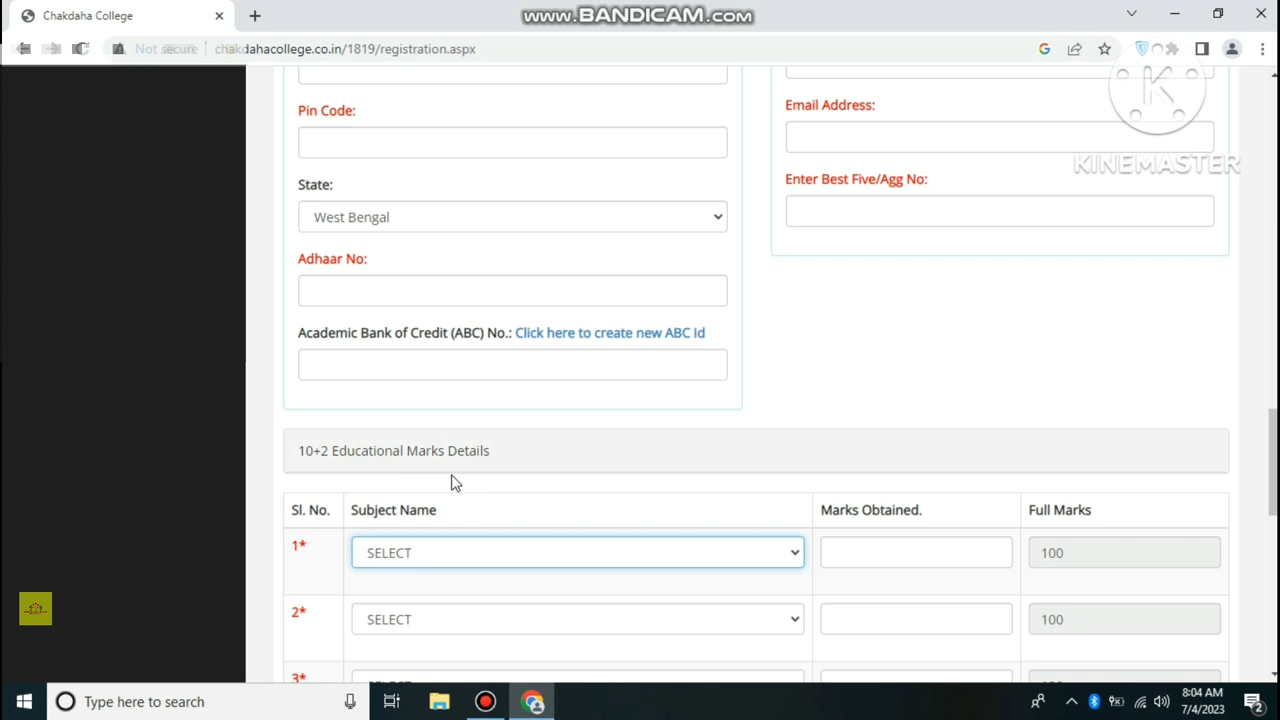 Chakdaha College
www.BANDICAM.com
Not secure
chakdahacollege.co.in/1819/registration.aspx
KINEMASTER
Pin Code:
Email Address:
State:
Enter Best Five/Agg No:
West Bengal
Adhaar No:
Academic Bank of Credit (ABC) No.: Click here to create new ABC Id
10+2 Educational Marks Details
Sl. No. Subject Name Marks Obtained. Full Marks
1* SELECT 100
2* SELECT 100
3*
Type here to search
8:04 AM
7/4/2023
2